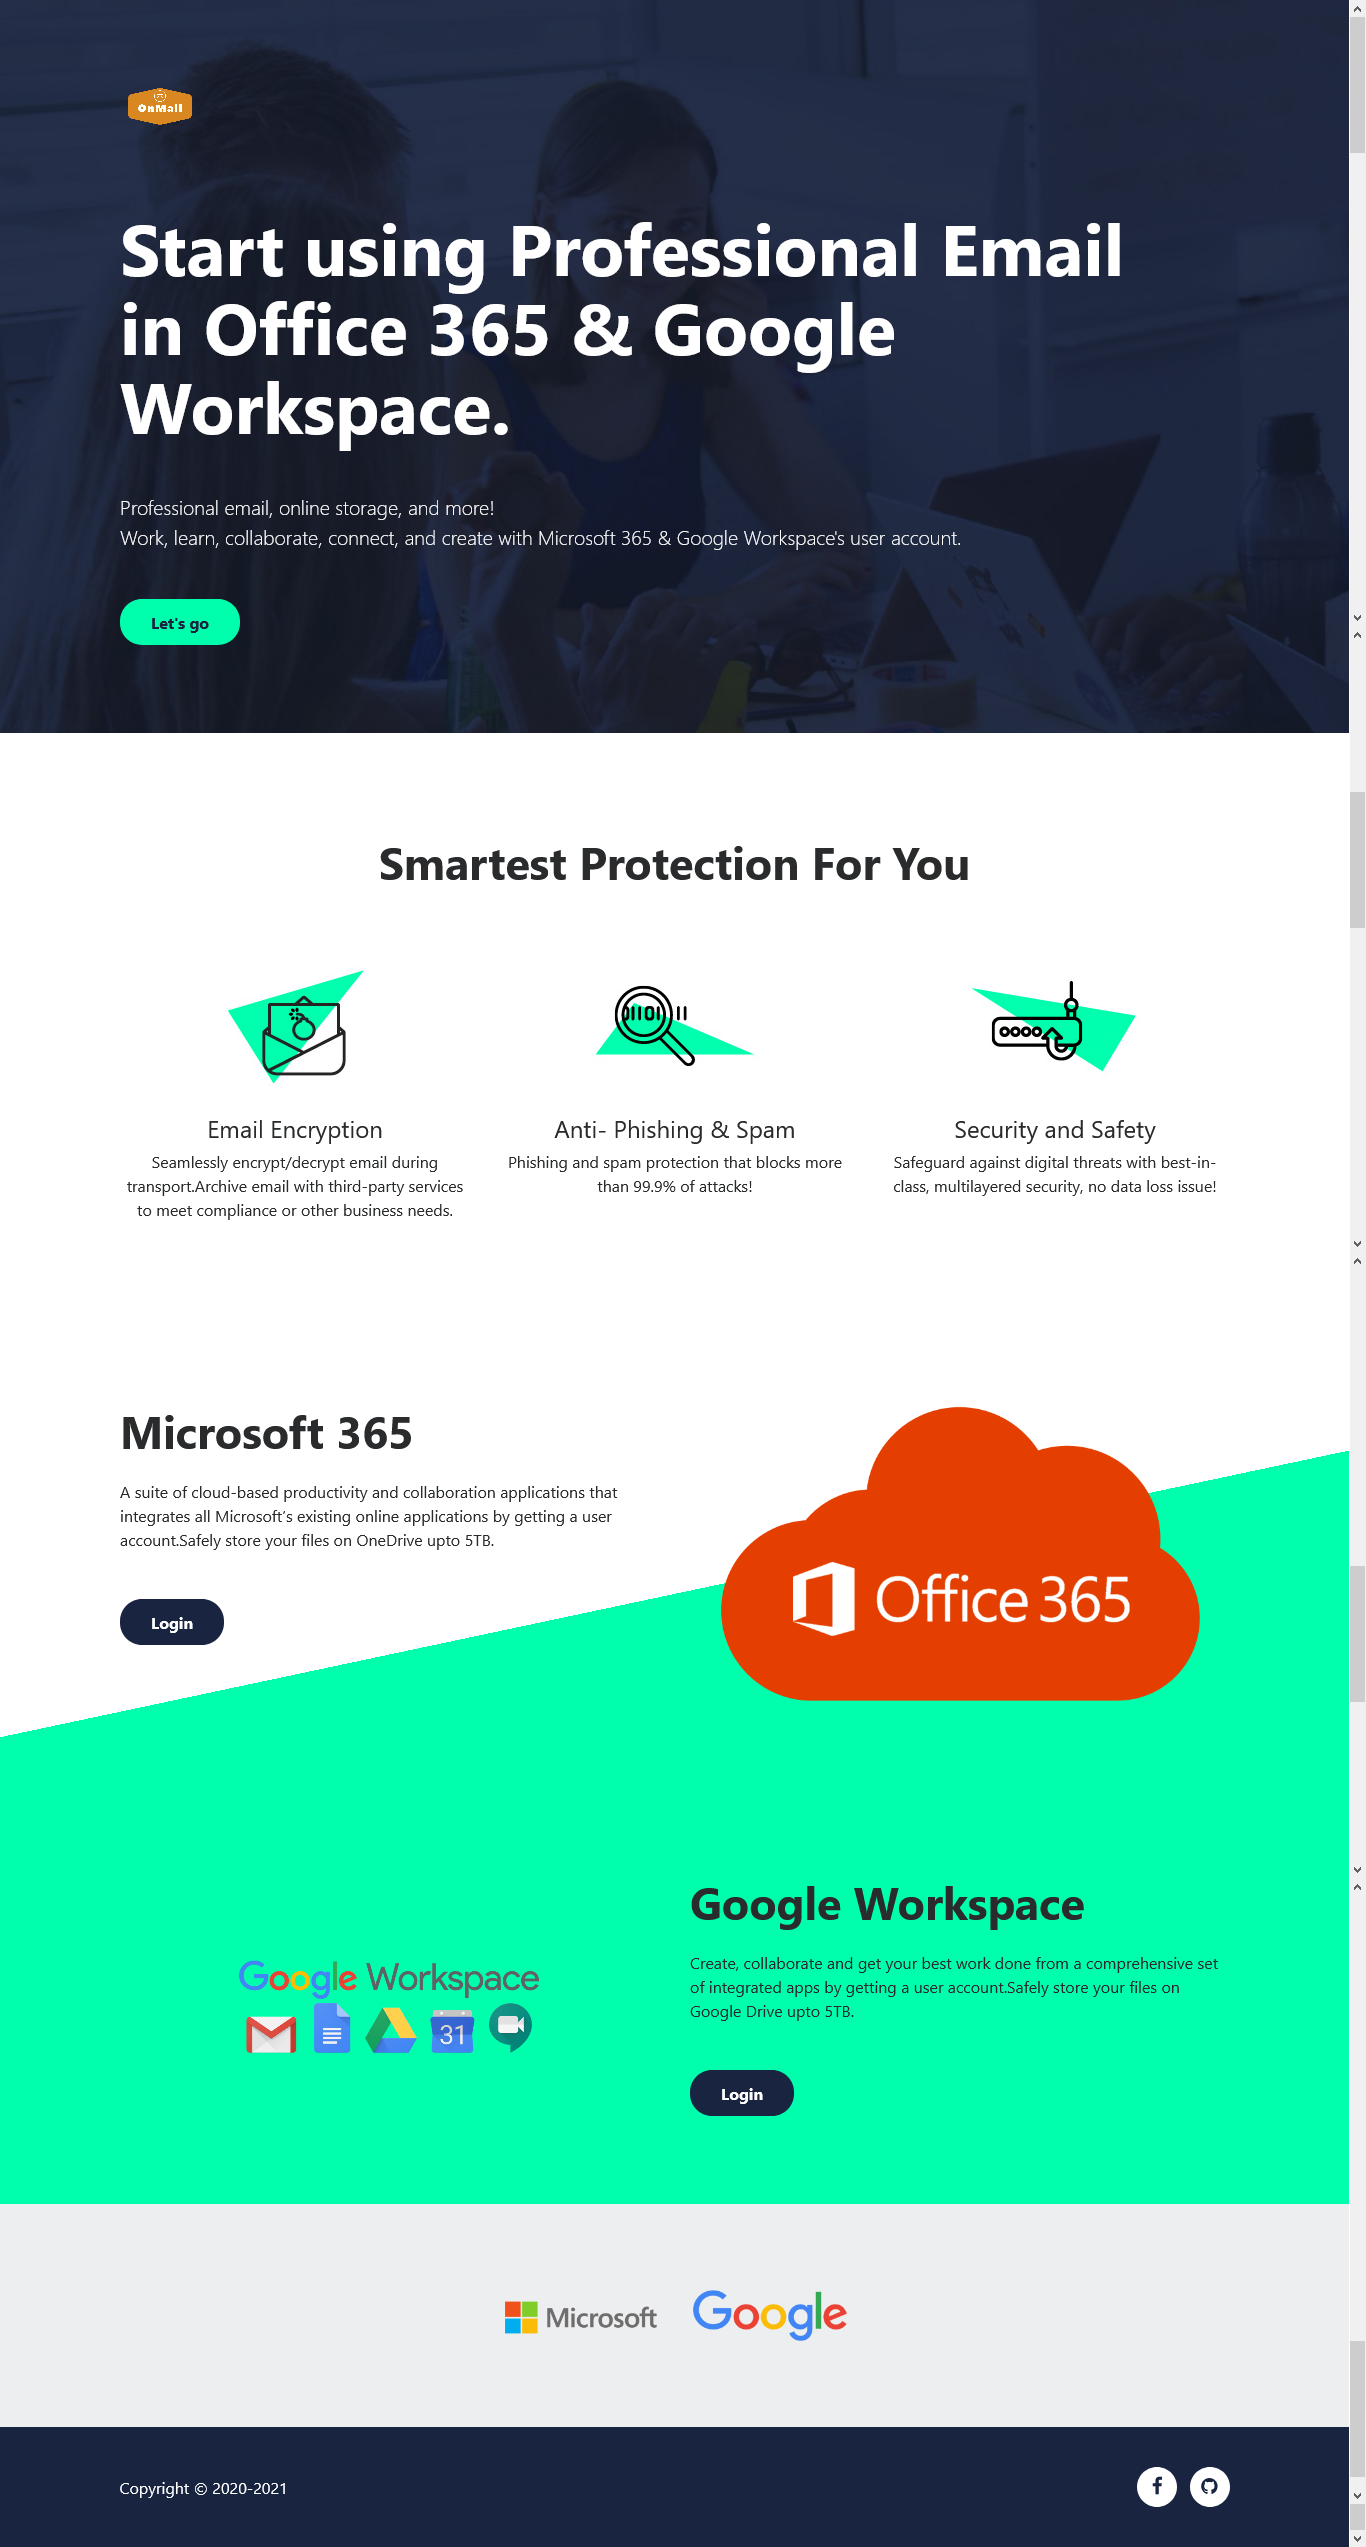 OnMail
Start using Professional Email
in Office 365 & Google
Workspace.
Professional email, online storage, and more!
Work, learn, collaborate, connect, and create with Microsoft 365 & Google Workspace's user account.
Let's go
Smartest Protection For You
Email Encryption
Seamlessly encrypt/decrypt email during
transport.Archive email with third-party services
to meet compliance or other business needs.
Anti- Phishing & Spam
Phishing and spam protection that blocks more
than 99.9% of attacks!
Security and Safety
Safeguard against digital threats with best-in-
class, multilayered security, no data loss issue!
Microsoft 365
A suite of cloud-based productivity and collaboration applications that
integrates all Microsoft’s existing online applications by getting a user
account.Safely store your files on OneDrive upto 5TB.
Login
Office 365
Google Workspace
31
Google Workspace
Create, collaborate and get your best work done from a comprehensive set
of integrated apps by getting a user account.Safely store your files on
Google Drive upto 5TB.
Login
Microsoft
Google
Copyright © 2020-2021